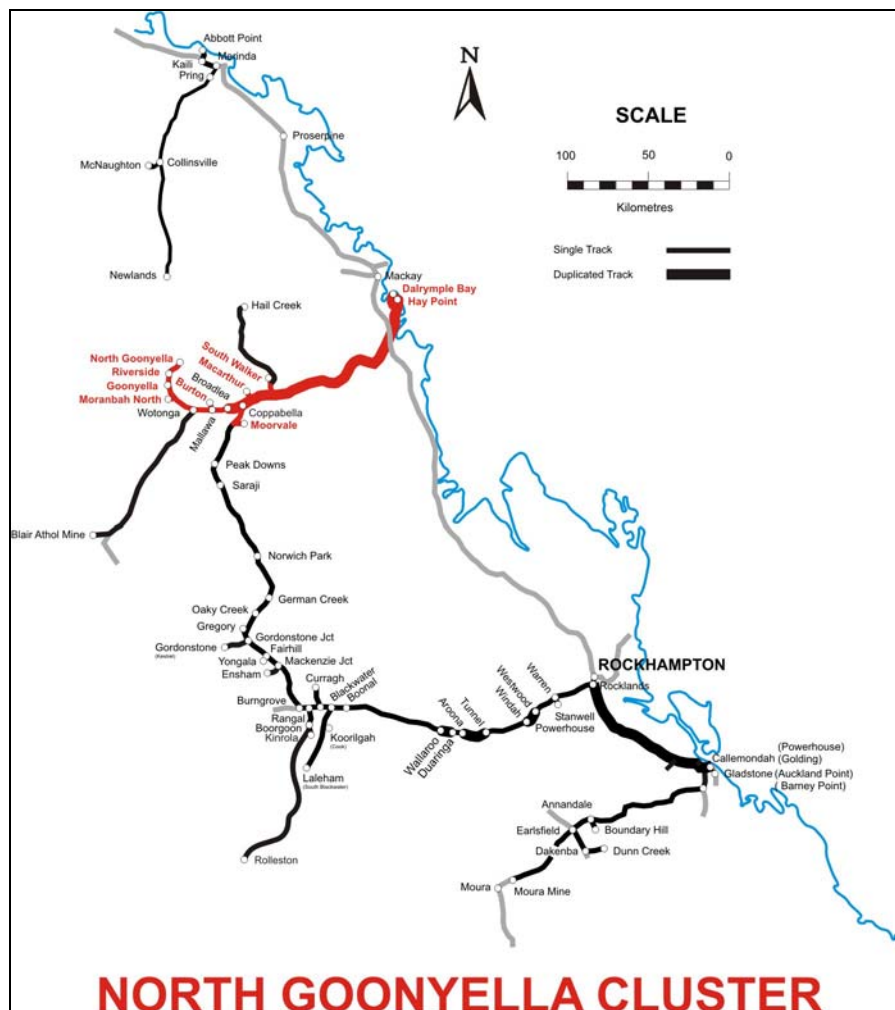 Abbott Point
Kaili
Merinda
Pring
N
SCALE
100 50 0
Kilometres
Proserpine
McNaughton
Collinsville
Single Track
Duplicated Track
Newlands
Mackay
Dalrymple Bay
Hay Point
Hail Creek
North Goonyella
South Walker
Riverside
Macarthur
Goonyella
Broadlea
Burton
Moranbah North
Wotonga
Mallawa
Coppabella
Moorvale
Peak Downs
Saraji
Blair Athol Mine
Norwich Park
German Creek
Oaky Creek
Gregory
Gordonstone Jct
Gordonstone
(Kestrel)
Fairhill
Yongala
Mackenzie Jct
Ensham
Curragh
Burngrove
Blackwater
Boonal
Rangal
Boorgoon
Kinrola
Koorilgah
(Cook)
Laleham
(South Blackwater)
Rolleston
Wallaroo
Aroona
Duaringa
Tunnel
Windah
Westwood
Warren
Stanwell
Powerhouse
ROCKHAMPTON
Rocklands
Callemondah (Powerhouse)
(Golding)
Gladstone (Auckland Point)
( Barney Point)
Annandale
Earlsfield
Boundary Hill
Dakenba
Dunn Creek
Moura
Moura Mine
NORTH GOONYELLA CLUSTER